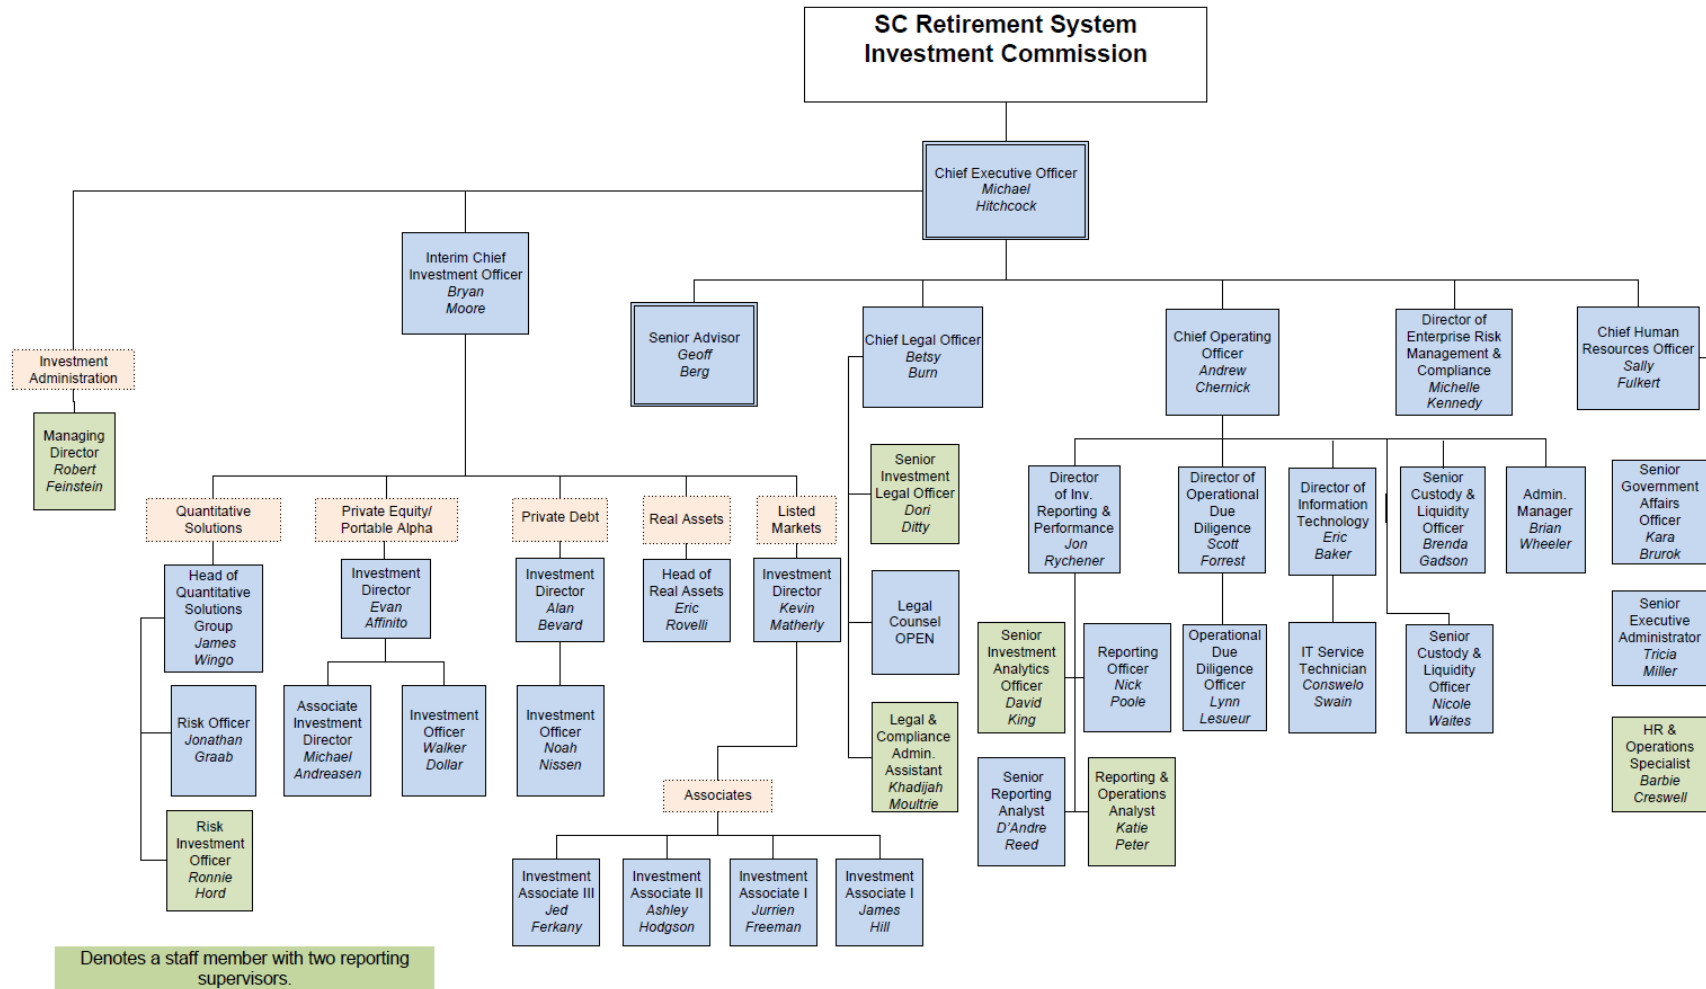 SC Retirement System
Investment Commission
Chief Executive Officer
Michael
Hitchcock
Interim Chief
Investment Officer
Bryan
Moore
Senior Advisor
Geoff
Berg
Chief Legal Officer
Betsy
Burn
Chief Operating
Officer
Andrew
Chernick
Director of
Enterprise Risk
Management &
Compliance
Michelle
Kennedy
Chief Human
Resources Officer
Sally
Fulkert
Investment
Administration
Managing
Director
Robert
Feinstein
Quantitative
Solutions
Private Equity/
Portable Alpha
Private Debt
Real Assets
Listed
Markets
Head of
Quantitative
Solutions
Group
James
Wingo
Investment
Director
Evan
Affinito
Investment
Director
Alan
Bevard
Head of
Real Assets
Eric
Rovelli
Investment
Director
Kevin
Matherly
Risk Officer
Jonathan
Graab
Associate
Investment
Director
Michael
Andreasen
Investment
Officer
Walker
Dollar
Investment
Officer
Noah
Nissen
Risk
Investment
Officer
Ronnie
Hord
Associates
Investment
Associate III
Jed
Ferkany
Investment
Associate II
Ashley
Hodgson
Investment
Associate I
Jurrien
Freeman
Investment
Associate I
James
Hill
Senior
Investment
Legal Officer
Dori
Ditty
Legal
Counsel
OPEN
Legal &
Compliance
Admin.
Assistant
Khadijah
Moultrie
Director
of Inv.
Reporting &
Performance
Jon
Rychener
Director of
Operational
Due
Diligence
Scott
Forrest
Director of
Information
Technology
Eric
Baker
Senior
Custody &
Liquidity
Officer
Brenda
Gadson
Admin.
Manager
Brian
Wheeler
Senior
Investment
Analytics
Officer
David
King
Reporting
Officer
Nick
Poole
Operational
Due
Diligence
Officer
Lynn
Lesueur
IT Service
Technician
Conswelo
Swain
Senior
Custody
& Liquidity
Officer
Nicole
Waites
Senior
Reporting
Analyst
D'Andre
Reed
Reporting &
Operations
Analyst
Katie
Peter
Senior
Government
Affairs
Officer
Kara
Brurok
Senior
Executive
Administrator
Tricia
Miller
HR &
Operations
Specialist
Barbie
Creswell
Denotes a staff member with two reporting
supervisors.